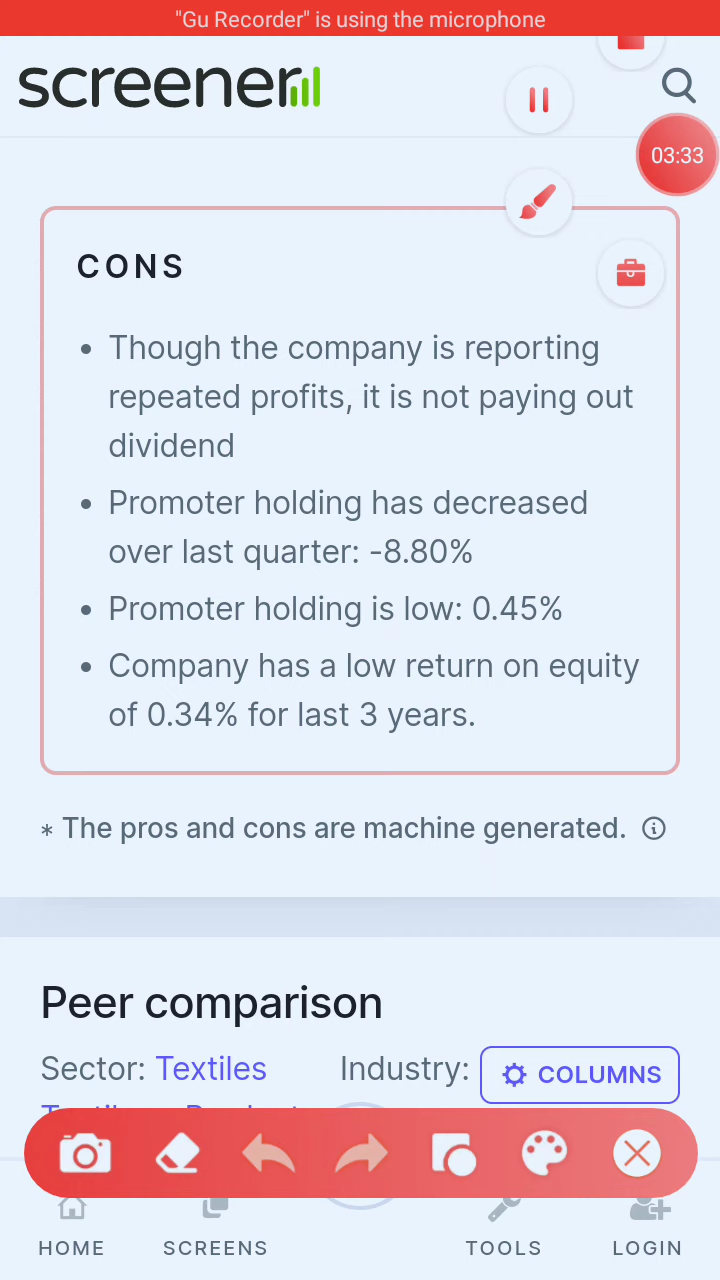 "Gu Recorder" is using the microphone
screener
03:33
CONS
• Though the company is reporting
repeated profits, it is not paying out
dividend
• Promoter holding has decreased
over last quarter: -8.80%
• Promoter holding is low: 0.45%
• Company has a low return on equity
of 0.34% for last 3 years.
* The pros and cons are machine generated.
Peer comparison
Sector: Textiles Industry:
COLUMNS
HOME SCREENS TOOLS LOGIN